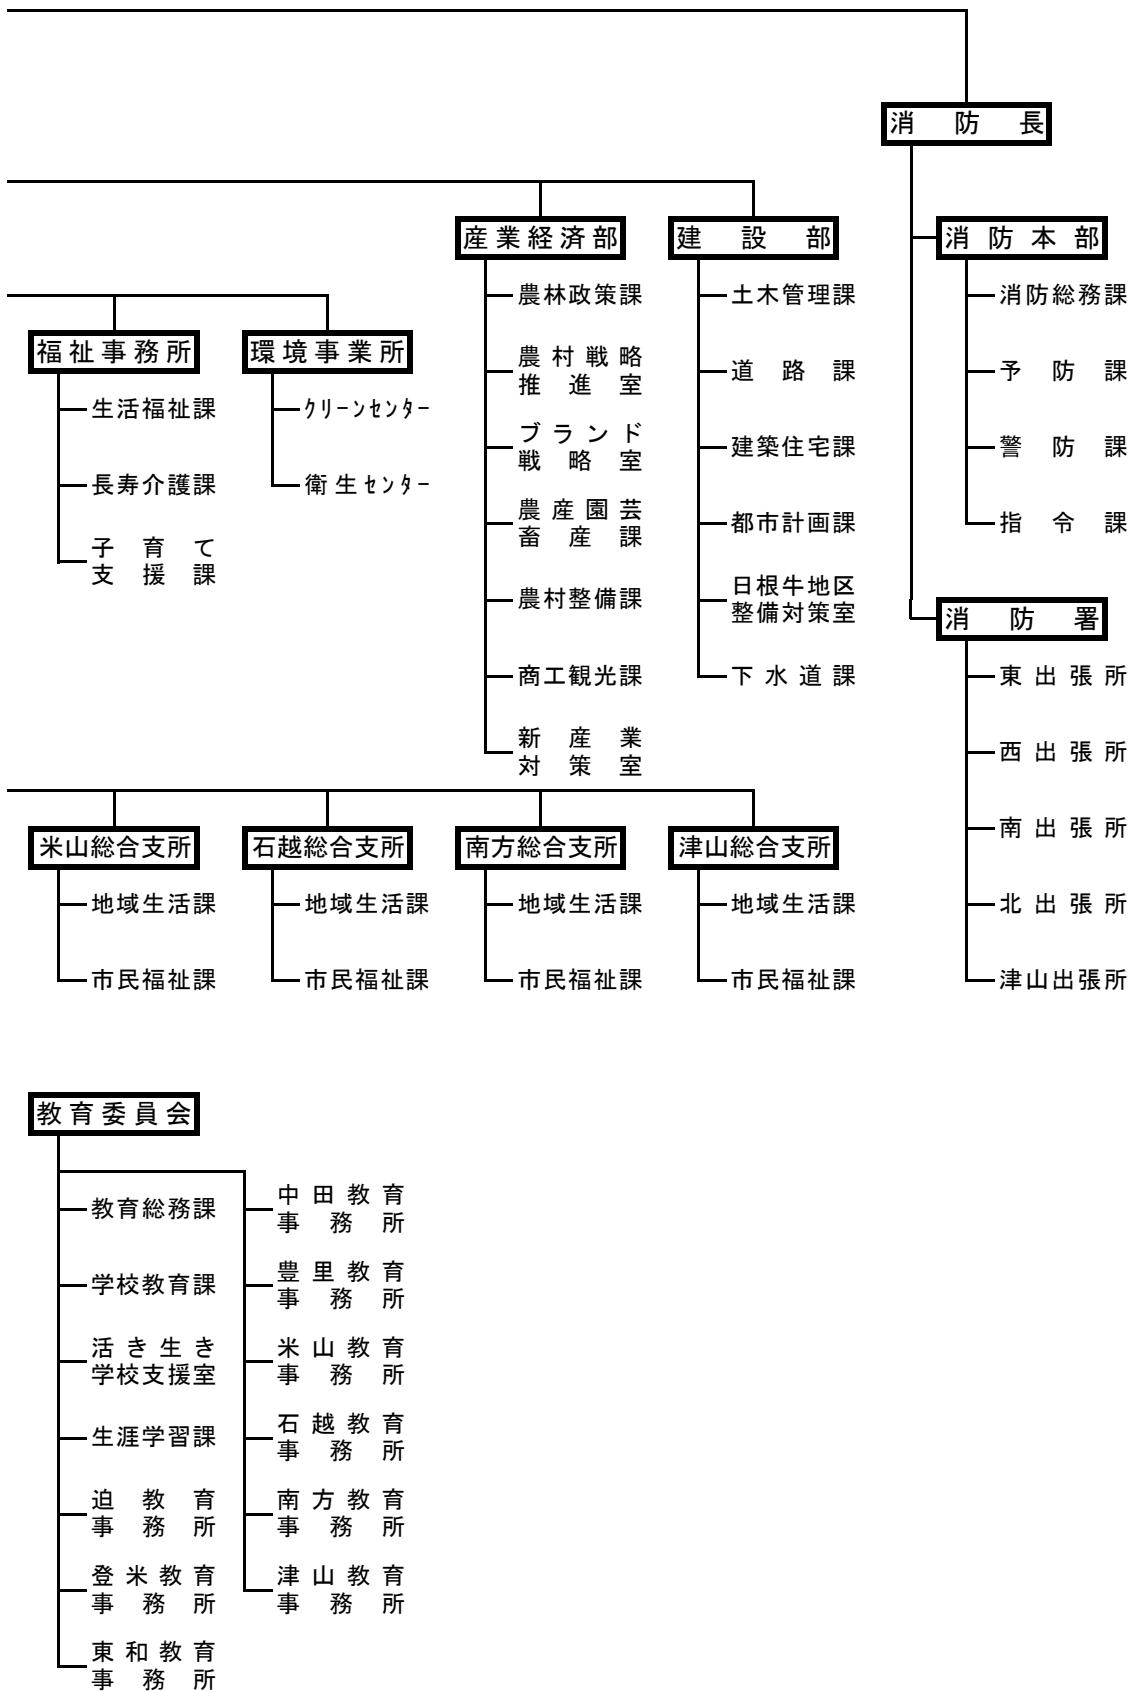 消防長
産業経済部
建設部
消防本部
農林政策課
土木管理課
消防総務課
福祉事務所
環境事業所
農村戦略
推進室
道路課
予防課
生活福祉課
クリーンセンター
ブランド
戦略室
建築住宅課
警防課
長寿介護課
衛生センター
農産園芸
畜産課
都市計画課
指令課
子育て
支援課
農村整備課
日根牛地区
整備対策室
消防署
商工観光課
下水道課
東出張所
新産業
対策室
西出張所
米山総合支所
石越総合支所
南方総合支所
津山総合支所
南出張所
地域生活課
地域生活課
地域生活課
地域生活課
北出張所
市民福祉課
市民福祉課
市民福祉課
市民福祉課
津山出張所
教育委員会
教育総務課
学校教育課
活き生き
学校支援室
生涯学習課
迫教育
事務所
登米教育
事務所
東和教育
事務所
中田教育
事務所
豊里教育
事務所
米山教育
事務所
石越教育
事務所
南方教育
事務所
津山教育
事務所